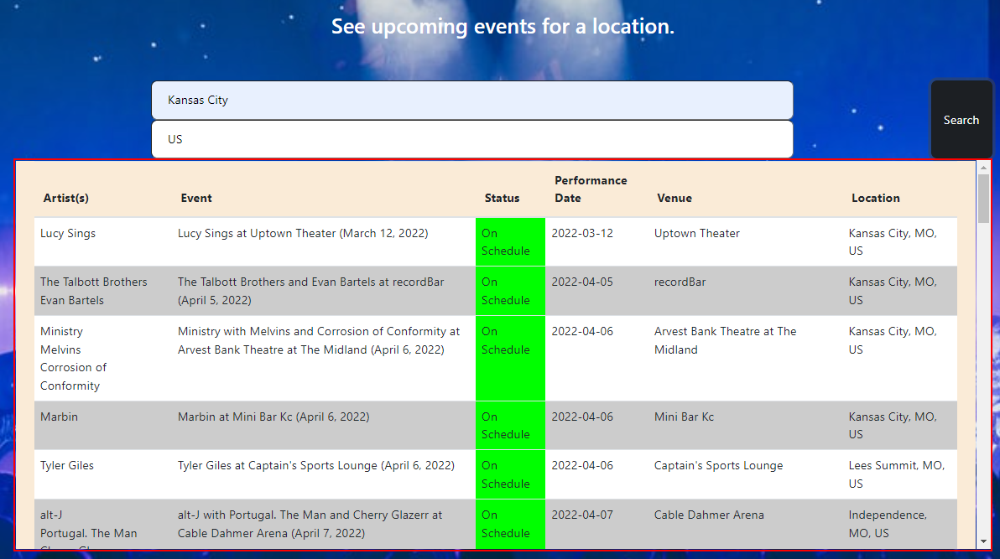 See upcoming events for a location.
Kansas City
US
Search
Artist(s) Event Status Performance Date Venue Location
Lucy Sings Lucy Sings at Uptown Theater (March 12, 2022) On 2022-03-12 Uptown Theater Kansas City, MO,
Schedule US
The Talbott Brothers The Talbott Brothers and Evan Bartels at recordBar On 2022-04-05 recordBar Kansas City, MO,
Evan Bartels (April 5, 2022) Schedule US
Ministry Ministry with Melvins and Corrosion of Conformity at On 2022-04-06 Arvest Bank Theatre at The Kansas City, MO,
Melvins Arvest Bank Theatre at The Midland (April 6, 2022) Schedule Midland US
Corrosion of
Conformity
Marbin Marbin at Mini Bar Kc (April 6, 2022) On 2022-04-06 Mini Bar Kc Kansas City, MO,
Schedule US
Tyler Giles Tyler Giles at Captain's Sports Lounge (April 6, 2022) On 2022-04-06 Captain's Sports Lounge Lees Summit, MO,
Schedule US
alt-J alt-J with Portugal. The Man and Cherry Glazerr at On 2022-04-07 Cable Dahmer Arena Independence,
Portugal. The Man Cable Dahmer Arena (April 7, 2022) Schedule MO, US